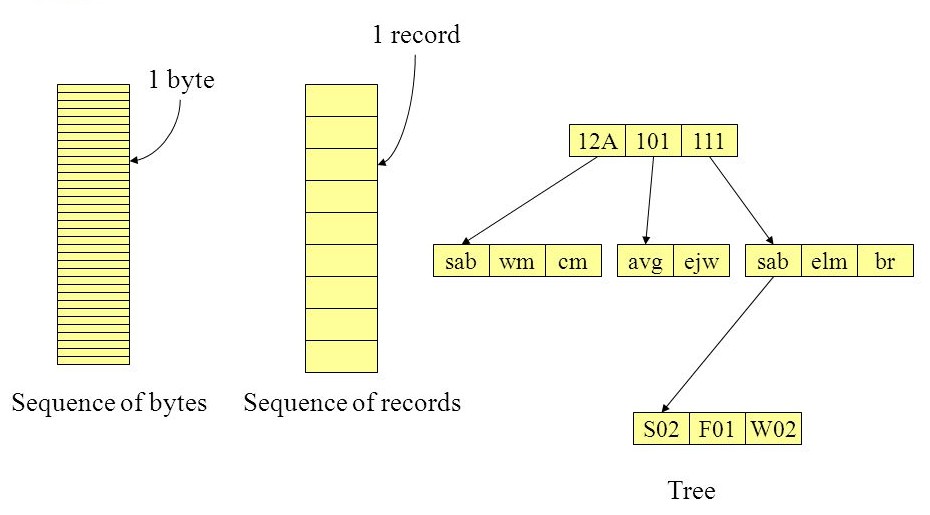 1 record
1 byte
12A 101 111
sab wm cm
avg ejw
sab elm br
Sequence of bytes
Sequence of records
S02 F01 W02
Tree